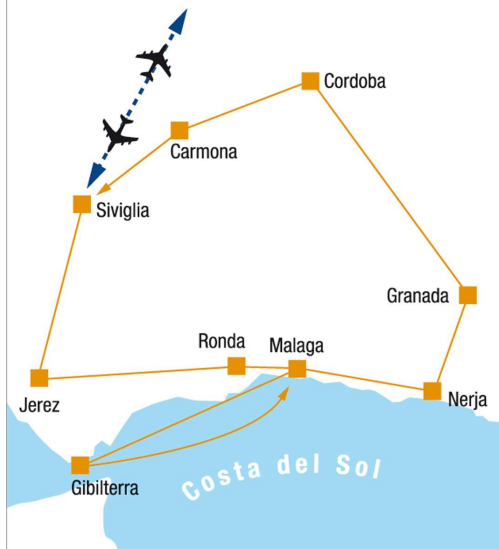 Cordoba
Carmona
Siviglia
Granada
Ronda
Malaga
Jerez
Nerja
Gibilterra
Costa del Sol